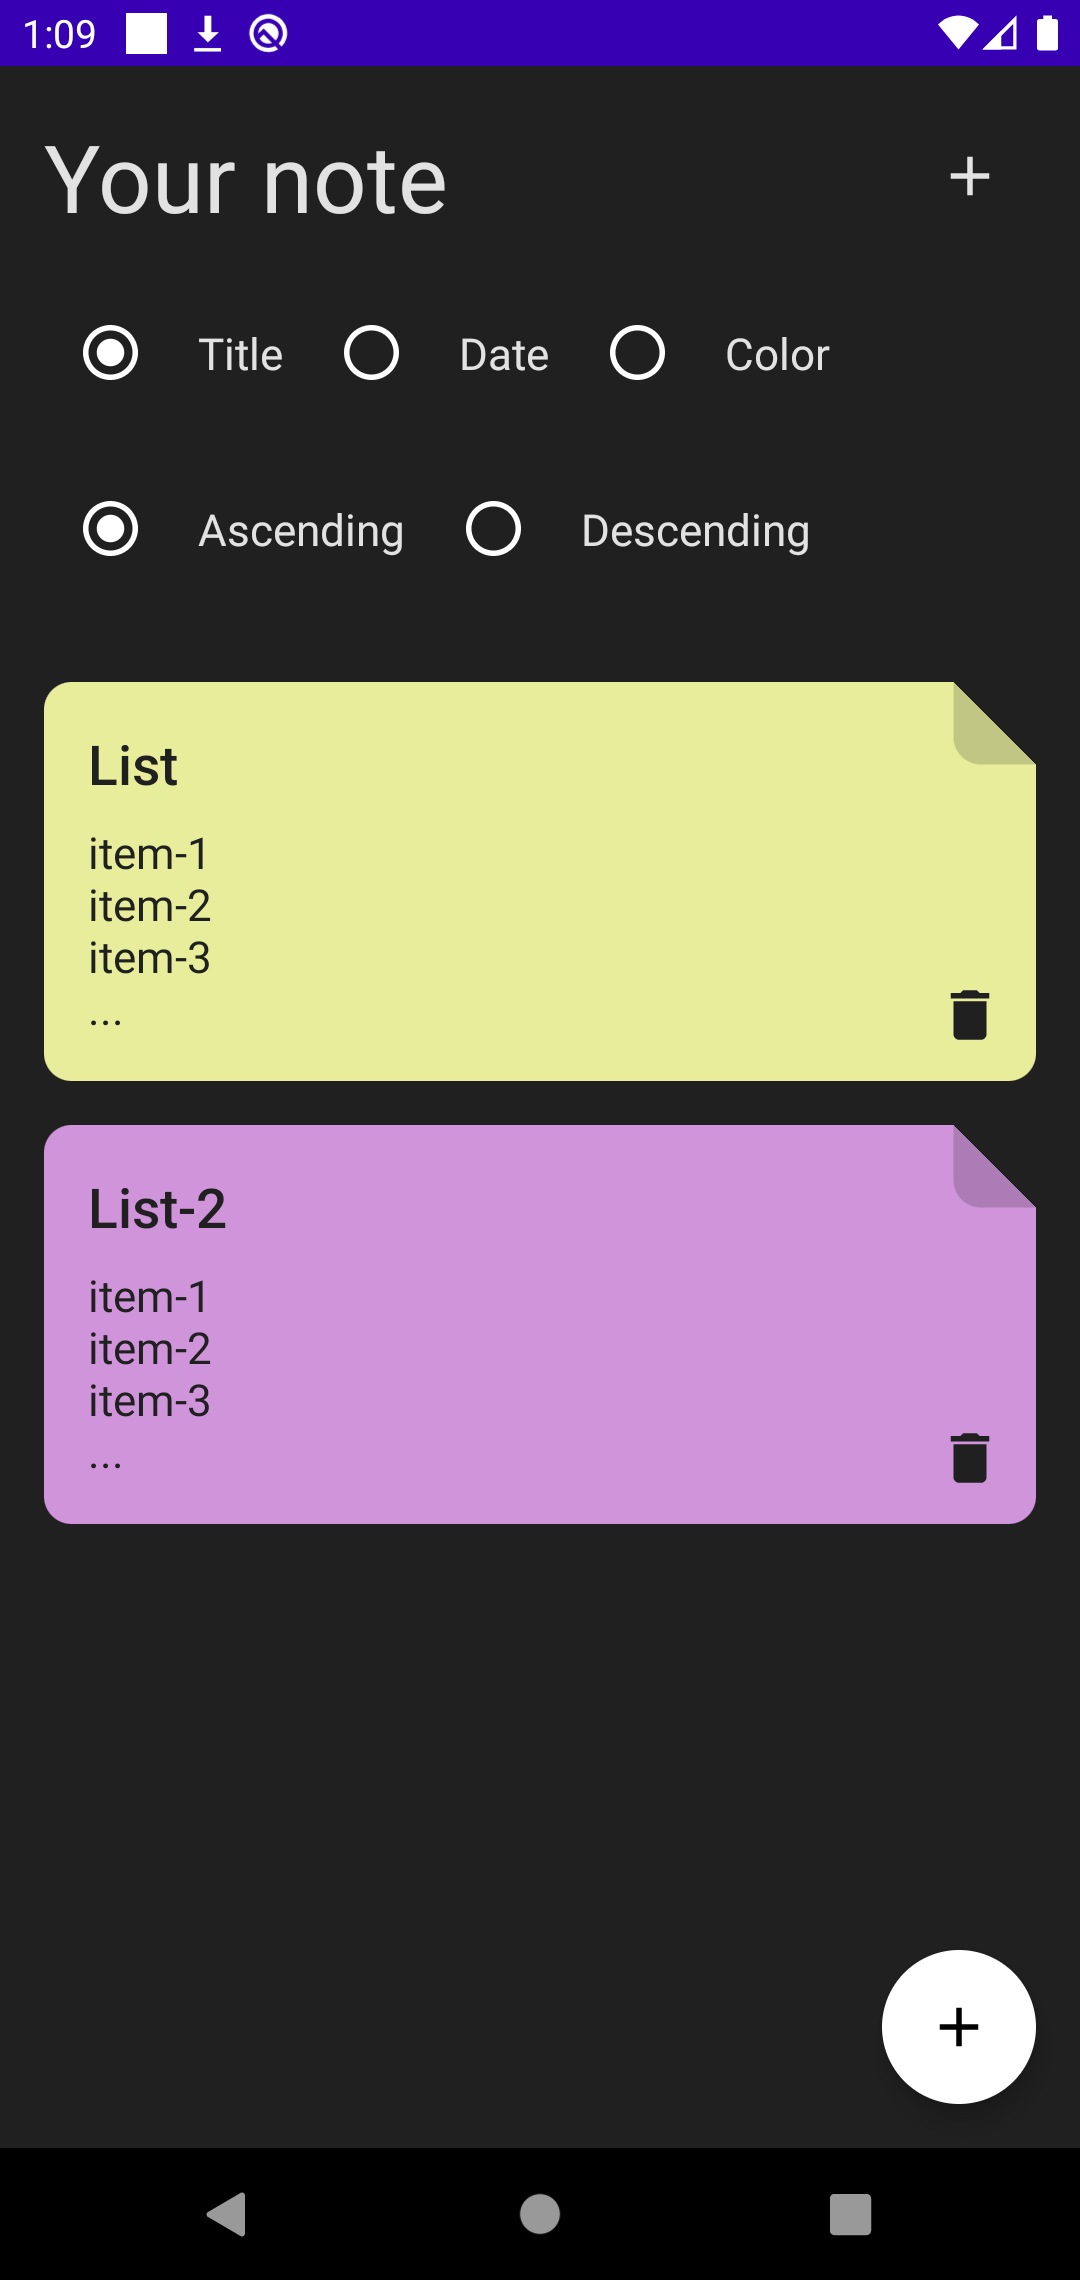 1:09
Your note
Title Date Color
Ascending Descending
List
item-1
item-2
item-3
...
List-2
item-1
item-2
item-3
...